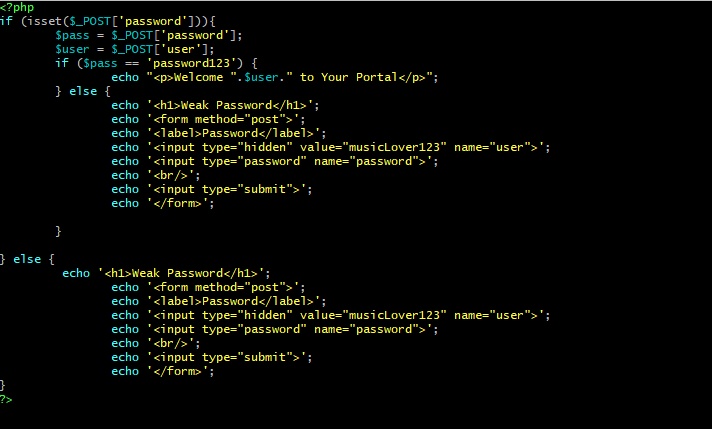 <?php
if (isset($_POST['password'])){
        $pass = $_POST['password'];
        $user = $_POST['user'];
        if ($pass == 'password123') {
                echo "<p>Welcome ".$user." to Your Portal</p>";
        } else {
                echo '<h1>Weak Password</h1>';
                echo '<form method="post">';
                echo '<label>Password</label>';
                echo '<input type="hidden" value="musicLover123" name="user">';
                echo '<input type="password" name="password">';
                echo '<br/>';
                echo '<input type="submit">';
                echo '</form>';

        }

} else {
         echo '<h1>Weak Password</h1>';
                echo '<form method="post">';
                echo '<label>Password</label>';
                echo '<input type="hidden" value="musicLover123" name="user">';
                echo '<input type="password" name="password">';
                echo '<br/>';
                echo '<input type="submit">';
                echo '</form>';
}
?>